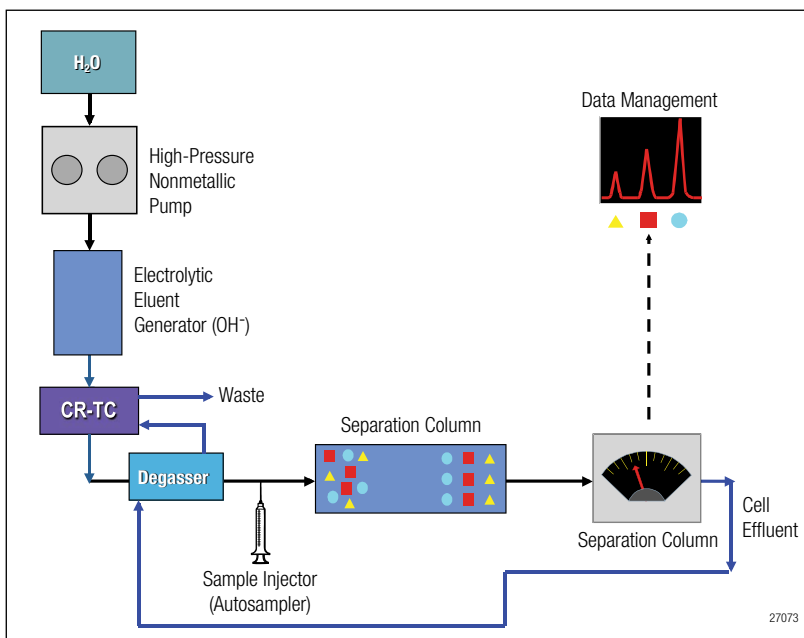 H₂O
High-Pressure
Nonmetallic
Pump
Electrolytic
Eluent
Generator (OH⁻)
CR-TC
Waste
Degasser
Sample Injector
(Autosampler)
Separation Column
Data Management
Separation Column
Cell
Effluent
27073